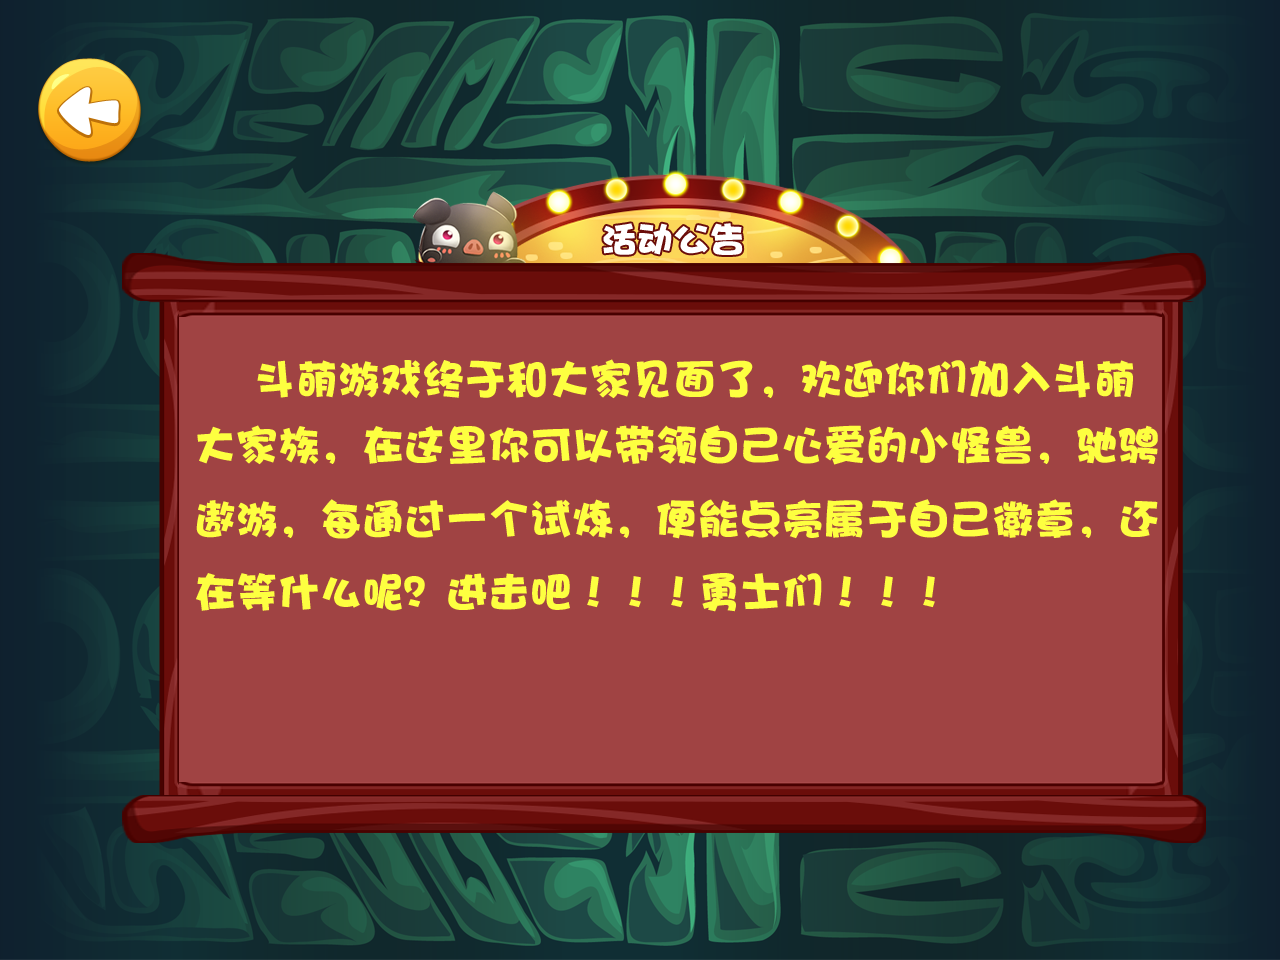 活动公告
斗萌游戏终于和大家见面了，欢迎你们加入斗萌
大家族，在这里你可以带领自己心爱的小怪兽，驰骋
遨游，每通过一个试炼，便能点亮属于自己徽章，还
在等什么呢？进击吧！！！勇士们！！！